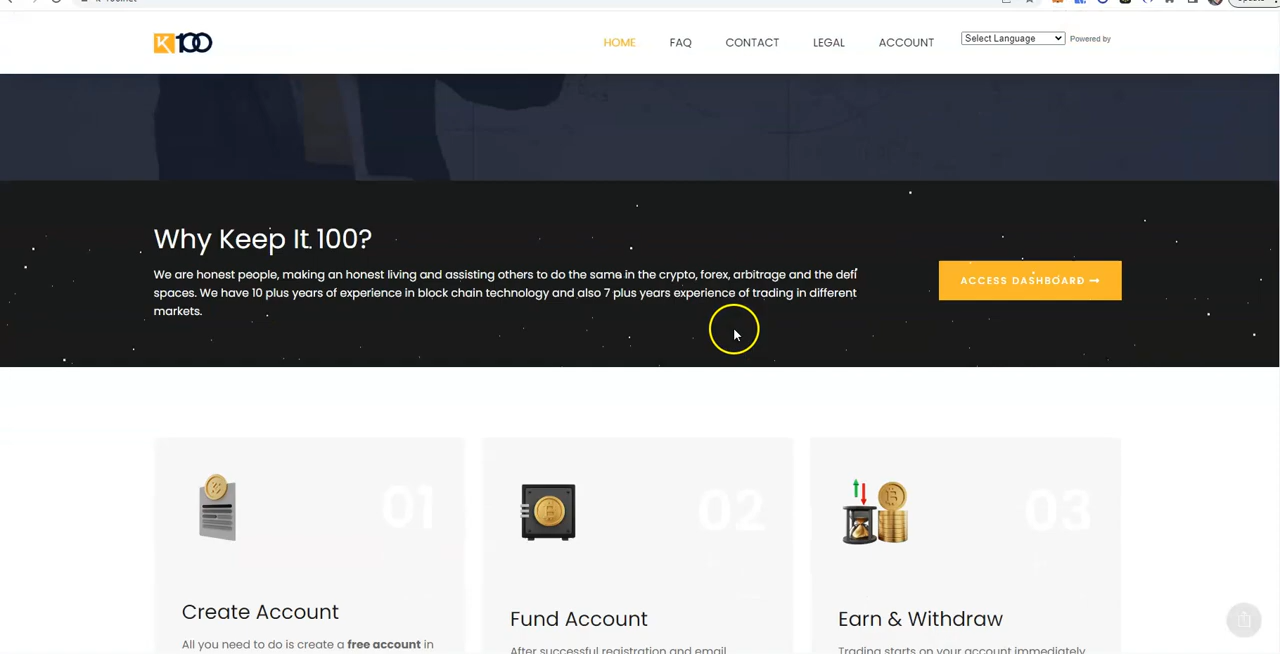 K100
HOME
FAQ
CONTACT
LEGAL
ACCOUNT
Select Language
Powered by
Why Keep It 100?
We are honest people, making an honest living and assisting others to do the same in the crypto, forex, arbitrage and the defi
spaces. We have 10 plus years of experience in block chain technology and also 7 plus years experience of trading in different
markets.
ACCESS DASHBOARD →
01
02
03
Create Account
Fund Account
Earn & Withdraw
All you need to do is create a free account in
After successful registration and email
Trading starts on your account immediately